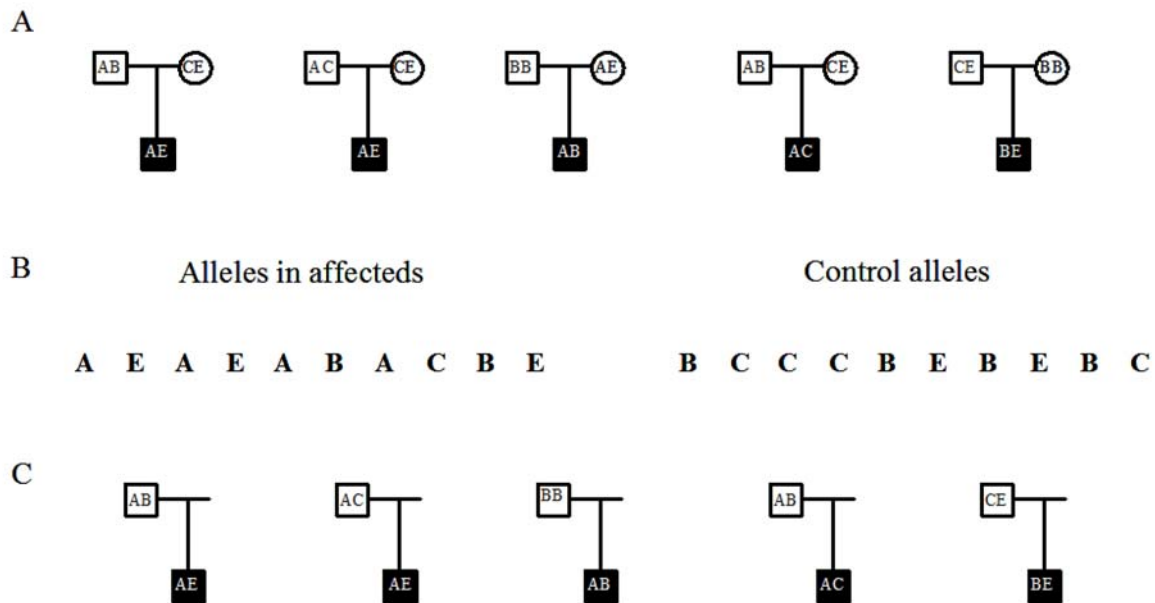 A
AB CE AC CE BB AE AB CE CE BB
AE AE AB AC BE
B Alleles in affecteds Control alleles
A E A E A B A C B E B C C C B E B E B C
C
AB AC BB AB CE
AE AE AB AC BE